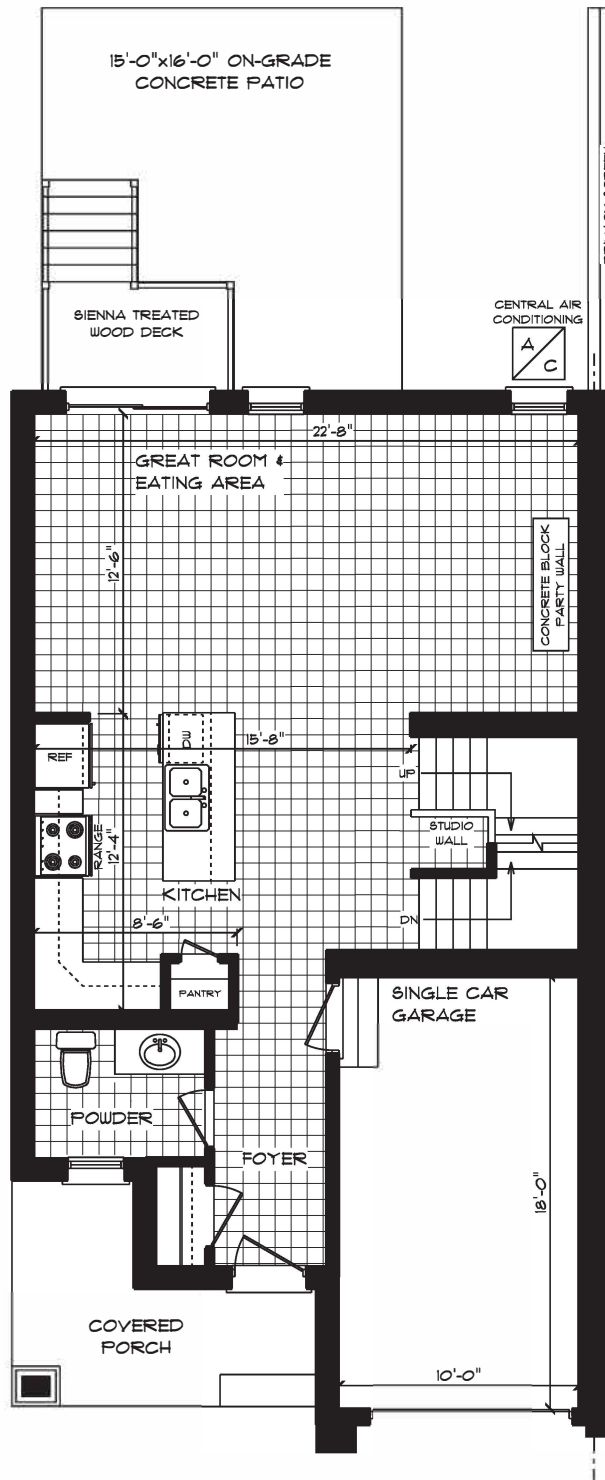 15'-0"x16'-0" ON-GRADE
CONCRETE PATIO
SIENNA TREATED
WOOD DECK
CENTRAL AIR
CONDITIONING
A
C
22'-8"
GREAT ROOM &
EATING AREA
12'-6"
CONCRETE BLOCK
PARTY WALL
REF
DW
15'-8"
UP
STUDIO
WALL
RANGE
12'-4"
KITCHEN
8'-6"
DN
PANTRY
SINGLE CAR
GARAGE
POWDER
FOYER
18'-0"
COVERED
PORCH
10'-0"